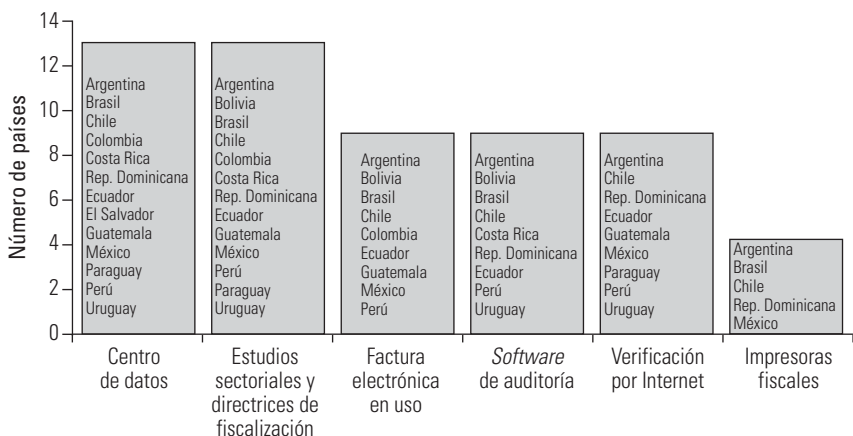 Número de países
14
12
10
8
6
4
2
0
Argentina
Brasil
Chile
Colombia
Costa Rica
Rep. Dominicana
Ecuador
El Salvador
Guatemala
México
Paraguay
Perú
Uruguay
Argentina
Bolivia
Brasil
Chile
Colombia
Costa Rica
Rep. Dominicana
Ecuador
Guatemala
México
Perú
Paraguay
Uruguay
Argentina
Bolivia
Brasil
Chile
Colombia
Ecuador
Guatemala
México
Perú
Argentina
Bolivia
Brasil
Chile
Costa Rica
Rep. Dominicana
Ecuador
Perú
Uruguay
Argentina
Chile
Rep. Dominicana
Ecuador
Guatemala
México
Paraguay
Perú
Uruguay
Argentina
Brasil
Chile
Rep. Dominicana
México
Centro
de datos
Estudios
sectoriales y
directrices de
fiscalización
Factura
electrónica
en uso
Software
de auditoría
Verificación
por Internet
Impresoras
fiscales